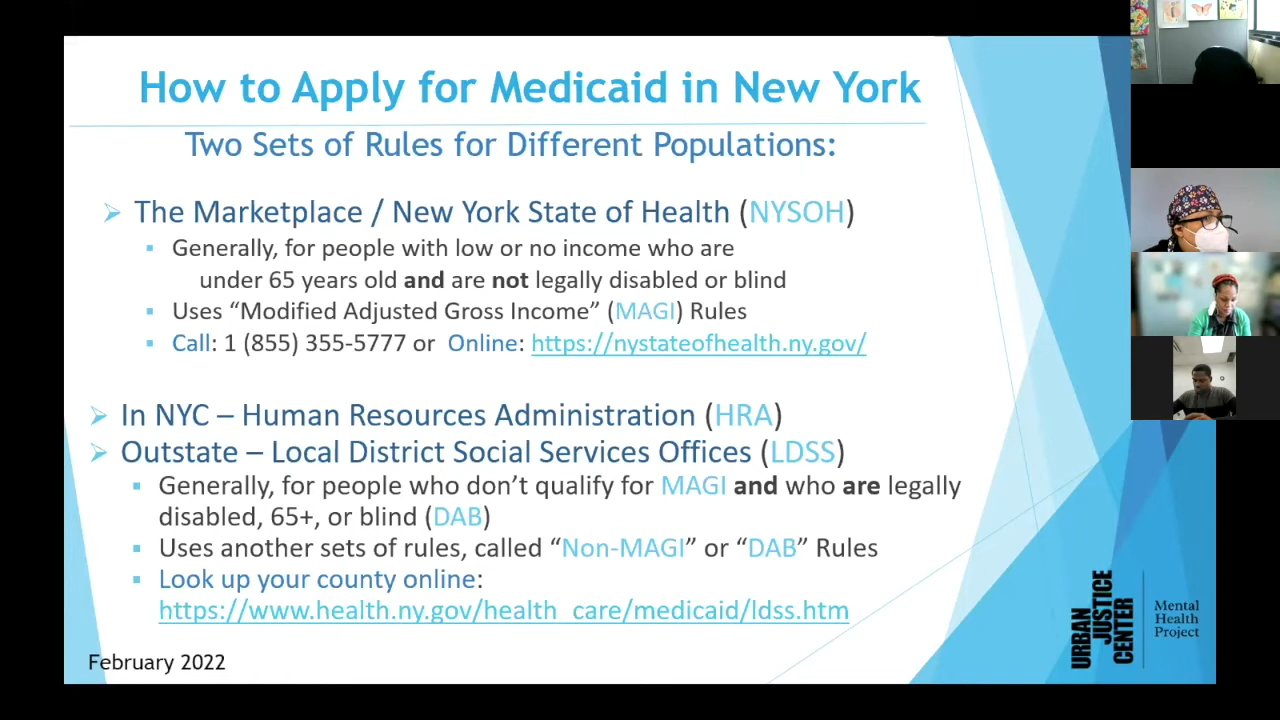 How to Apply for Medicaid in New York
Two Sets of Rules for Different Populations:
➢ The Marketplace / New York State of Health (NYSOH)
▪ Generally, for people with low or no income who are
under 65 years old and are not legally disabled or blind
▪ Uses “Modified Adjusted Gross Income” (MAGI) Rules
▪ Call: 1 (855) 355-5777 or Online: https://nystateofhealth.ny.gov/
➢ In NYC – Human Resources Administration (HRA)
➢ Outstate – Local District Social Services Offices (LDSS)
▪ Generally, for people who don’t qualify for MAGI and who are legally
disabled, 65+, or blind (DAB)
▪ Uses another sets of rules, called “Non-MAGI” or “DAB” Rules
▪ Look up your county online:
https://www.health.ny.gov/health_care/medicaid/ldss.htm
February 2022
URBAN
JUSTICE
CENTER
Mental
Health
Project